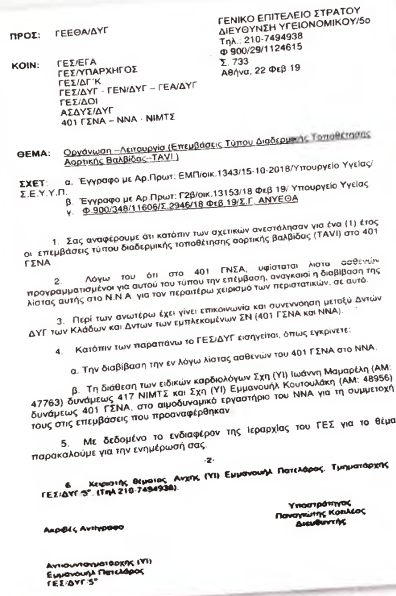 ΓΕΝΙΚΟ ΕΠΙΤΕΛΕΙΟ ΣΤΡΑΤΟΥ
ΔΙΕΥΘΥΝΣΗ ΥΓΕΙΟΝΟΜΙΚΟΥ/5ο
Τηλ.: 210-7494938
Φ 900/29/1124615
Σ. 733
Αθήνα, 22 Φεβ 19
ΠΡΟΣ: ΓΕΕΘΑ/ΔΥΓ
ΚΟΙΝ: ΓΕΣ/ΕΓΑ
ΓΕΣ/ΥΠΑΡΧΗΓΟΣ
ΓΕΣ/ΔΓ΄Κ
ΓΕΣ/ΔΥΓ - ΓΕΝ/ΔΥΓ – ΓΕΑ/ΔΥΓ
ΓΕΣ/ΔΟΙ
ΑΣΔΥΣ/ΔΥΓ
401 ΓΣΝΑ – ΝΝΑ - ΝΙΜΤΣ
ΘΕΜΑ: Οργάνωση –Λειτουργία (Επεμβάσεις Τύπου Διαδερμικής Τοποθέτησης
Αορτικής Βαλβίδας–TAVI )
ΣΧΕΤ: α. Έγγραφο με Αρ.Πρωτ: ΕΜΠ/οικ.1343/15-10-2018/Υπουργείο Υγείας/
Σ.Ε.Υ.Υ.Π.
β. Έγγραφο με Αρ.Πρωτ: Γ2β/οικ.13153/18 Φεβ 19/ Υπουργείο Υγείας.
γ. Φ.900/348/11606/Σ.2946/18 Φεβ 19/Σ.Γ. ΑΝΥΕΘΑ
1. Σας αναφέρουμε ότι κατόπιν των σχετικών ανεστάλησαν για ένα (1) έτος
οι επεμβάσεις τύπου διαδερμικής τοποθέτησης αορτικής βαλβίδας (TAVI) στο 401
ΓΣΝΑ.
2. Λόγω του ότι στο 401 ΓΝΣΑ, υφίσταται λίστα ασθενών
προγραμματισμένοι για αυτού του τύπου την επέμβαση, αναγκαιοί η διαβίβαση της
λίστας αυτής στο Ν.Ν.Α. για τον περαιτέρω χειρισμό των περιστατικών, σε αυτό.
3. Περί των ανωτέρω έχει γίνει επικοινωνία και συνεννόηση μεταξύ Δντών
ΔΥΓ των Κλάδων και Δντων των εμπλεκομένων ΣΝ (401 ΓΣΝΑ και ΝΝΑ).
4. Κατόπιν των παραπάνω το ΓΕΣ/ΔΥΓ εισηγείται, όπως εγκρίνετε:
α. Την διαβίβαση την εν λόγω λίστας ασθενών του 401 ΓΣΝΑ στο ΝΝΑ.
β. Τη διάθεση των ειδικών καρδιολόγων Σχη (ΥΙ) Ιωάννη Μαμαρέλη (ΑΜ:
47763) δυνάμεως 417 ΝΙΜΤΣ και Σχη (ΥΙ) Εμμανουήλ Κουτουλάκη (ΑΜ: 48956)
δυνάμεως 401 ΓΣΝΑ, στο αιμοδυναμικό εργαστήριο του ΝΝΑ για τη συμμετοχή
τους στις επεμβάσεις που προαναφέρθηκαν.
5. Με δεδομένο το ενδιαφέρον της Ιεραρχίας του ΓΕΣ για το θέμα
παρακαλούμε για την ενημέρωσή σας.
-2-
6. Χειριστής θέματος Ανχης (ΥΙ) Εμμανουήλ Πατελάρος, Τμηματάρχης
ΓΕΣ/ΔΥΓ/5ο. (Τηλ 210-7494938).
Υποστράτηγος
Παναγιώτης Κοπλέος
Διευθυντής
Ακριβές Αντίγραφο
Αντισυνταγματάρχης (ΥΙ)
Εμμανουήλ Πατελάρος
ΓΕΣ/ΔΥΓ/5ο